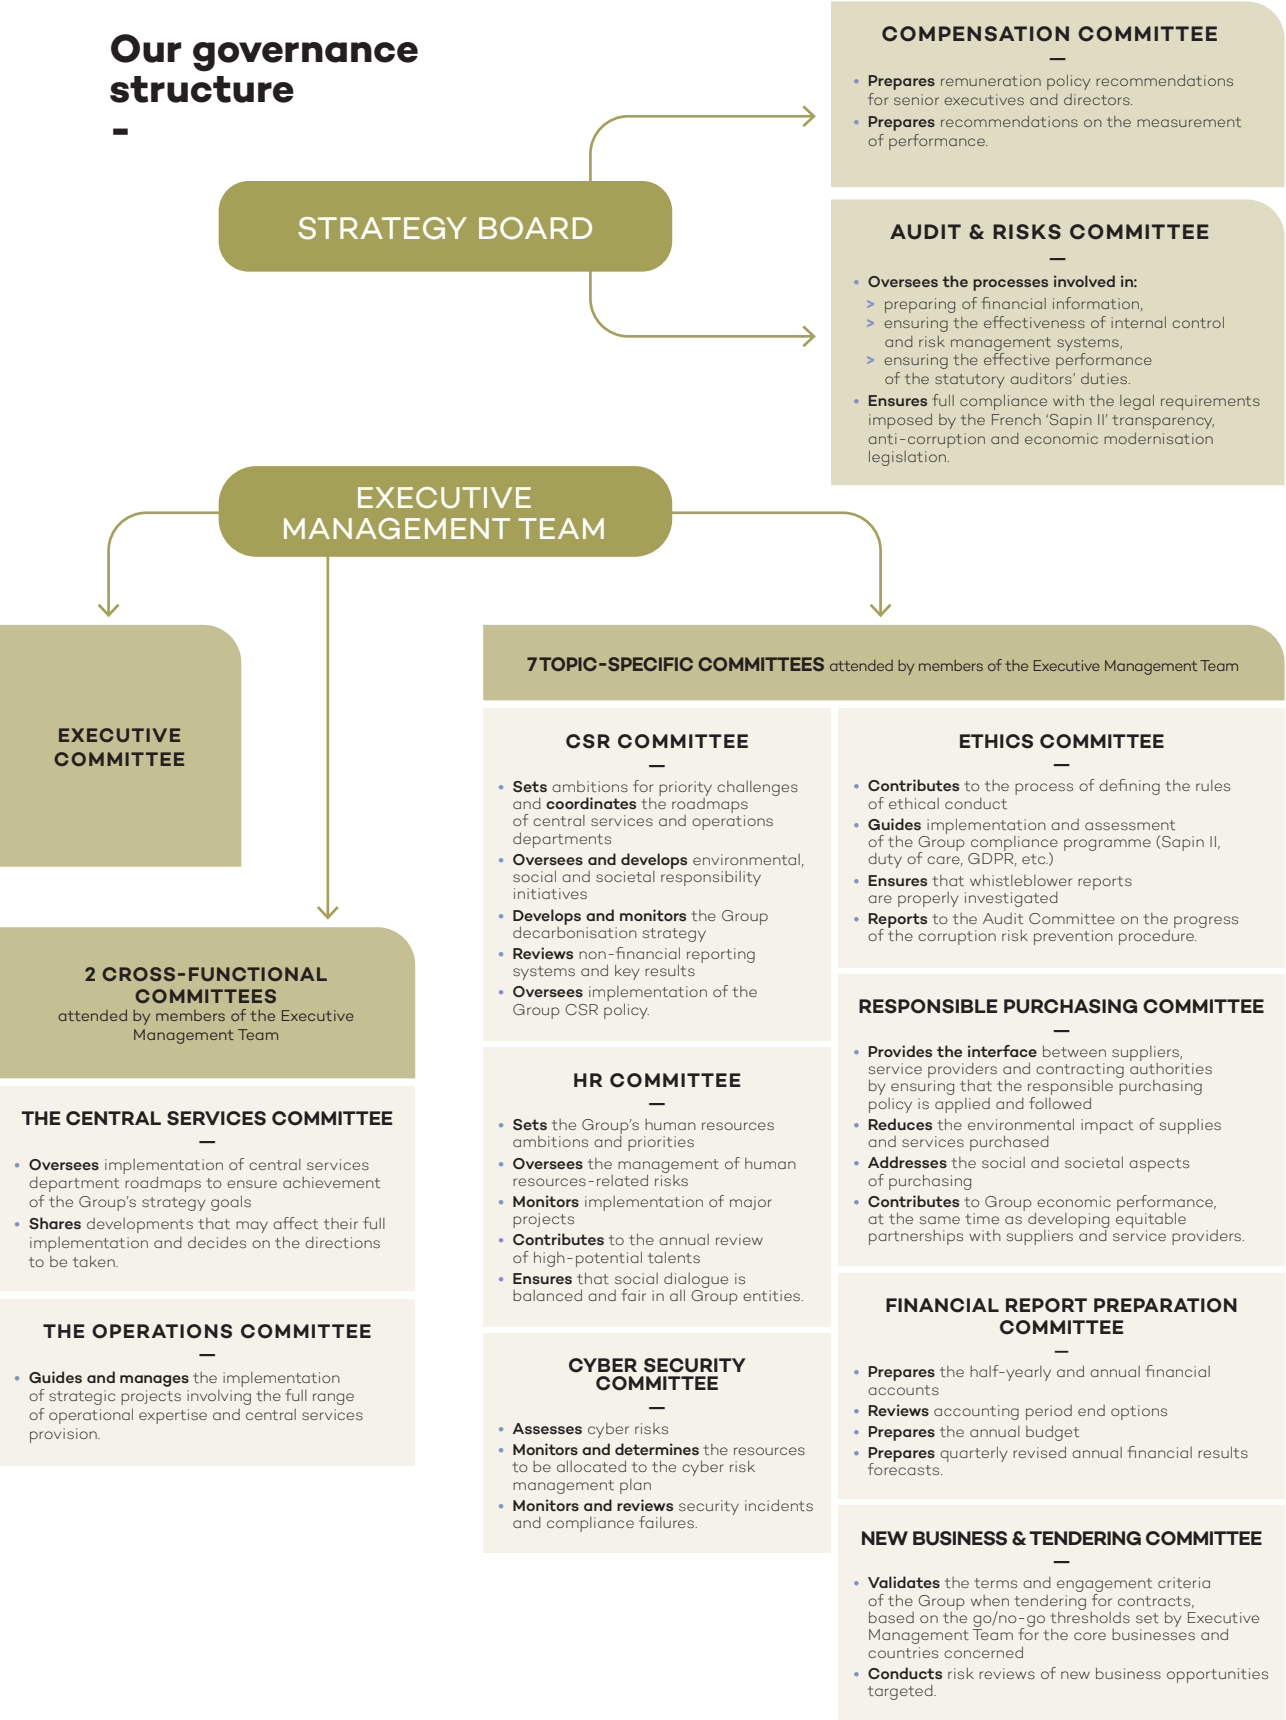 Our governance
structure
-
STRATEGY BOARD
COMPENSATION COMMITTEE
—
• Prepares remuneration policy recommendations
for senior executives and directors.
• Prepares recommendations on the measurement
of performance.
AUDIT & RISKS COMMITTEE
—
• Oversees the processes involved in:
> preparing of financial information,
> ensuring the effectiveness of internal control
and risk management systems,
> ensuring the effective performance
of the statutory auditors’ duties.
• Ensures full compliance with the legal requirements
imposed by the French ‘Sapin II’ transparency,
anti-corruption and economic modernisation
legislation.
EXECUTIVE
MANAGEMENT TEAM
EXECUTIVE
COMMITTEE
2 CROSS-FUNCTIONAL
COMMITTEES
attended by members of the Executive
Management Team
THE CENTRAL SERVICES COMMITTEE
—
• Oversees implementation of central services
department roadmaps to ensure achievement
of the Group’s strategy goals
• Shares developments that may affect their full
implementation and decides on the directions
to be taken.
THE OPERATIONS COMMITTEE
—
• Guides and manages the implementation
of strategic projects involving the full range
of operational expertise and central services
provision.
7 TOPIC-SPECIFIC COMMITTEES attended by members of the Executive Management Team
CSR COMMITTEE
—
• Sets ambitions for priority challenges
and coordinates the roadmaps
of central services and operations
departments
• Oversees and develops environmental,
social and societal responsibility
initiatives
• Develops and monitors the Group
decarbonisation strategy
• Reviews non-financial reporting
systems and key results
• Oversees implementation of the
Group CSR policy.
HR COMMITTEE
—
• Sets the Group’s human resources
ambitions and priorities
• Oversees the management of human
resources-related risks
• Monitors implementation of major
projects
• Contributes to the annual review
of high-potential talents
• Ensures that social dialogue is
balanced and fair in all Group entities.
CYBER SECURITY
COMMITTEE
—
• Assesses cyber risks
• Monitors and determines the resources
to be allocated to the cyber risk
management plan
• Monitors and reviews security incidents
and compliance failures.
ETHICS COMMITTEE
—
• Contributes to the process of defining the rules
of ethical conduct
• Guides implementation and assessment
of the Group compliance programme (Sapin II,
duty of care, GDPR, etc.)
• Ensures that whistleblower reports
are properly investigated
• Reports to the Audit Committee on the progress
of the corruption risk prevention procedure.
RESPONSIBLE PURCHASING COMMITTEE
—
• Provides the interface between suppliers,
service providers and contracting authorities
by ensuring that the responsible purchasing
policy is applied and followed
• Reduces the environmental impact of supplies
and services purchased
• Addresses the social and societal aspects
of purchasing
• Contributes to Group economic performance,
at the same time as developing equitable
partnerships with suppliers and service providers.
FINANCIAL REPORT PREPARATION
COMMITTEE
—
• Prepares the half-yearly and annual financial
accounts
• Reviews accounting period end options
• Prepares the annual budget
• Prepares quarterly revised annual financial results
forecasts.
NEW BUSINESS & TENDERING COMMITTEE
—
• Validates the terms and engagement criteria
of the Group when tendering for contracts,
based on the go/no-go thresholds set by Executive
Management Team for the core businesses and
countries concerned
• Conducts risk reviews of new business opportunities
targeted.